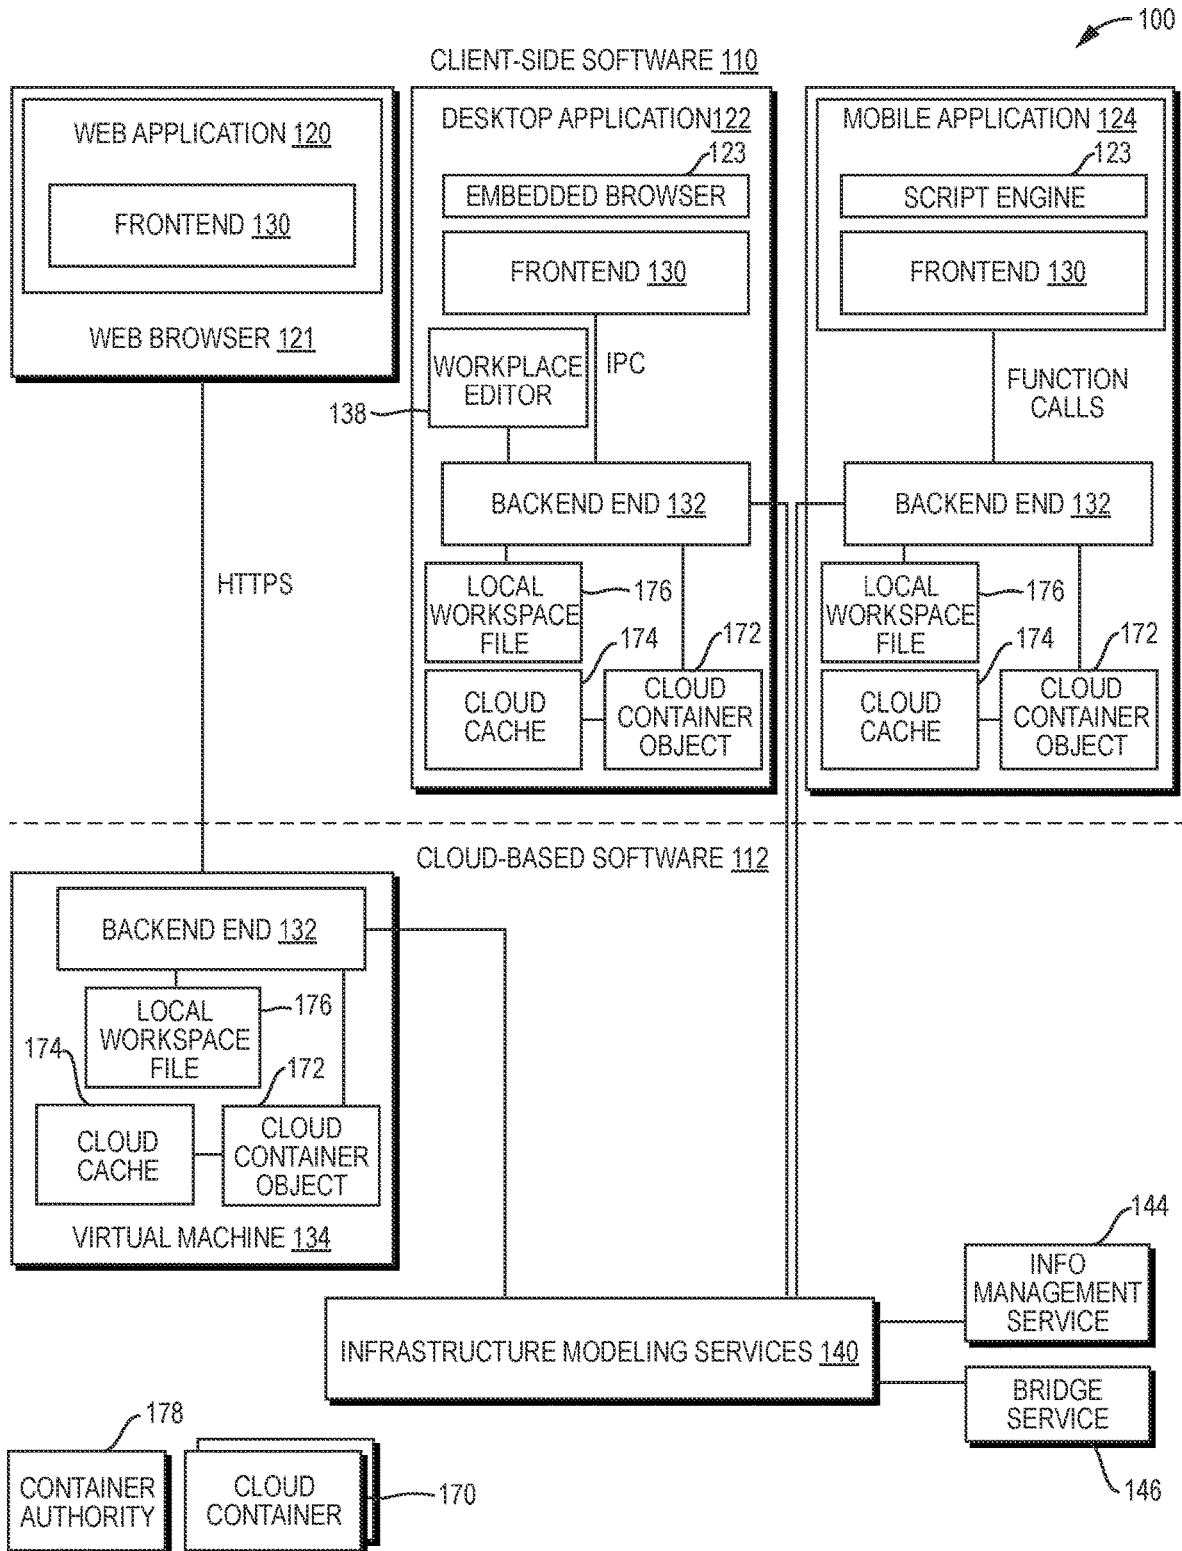 100
CLIENT-SIDE SOFTWARE 110
WEB APPLICATION 120
FRONTEND 130
WEB BROWSER 121
DESKTOP APPLICATION122
123
EMBEDDED BROWSER
FRONTEND 130
WORKPLACE
EDITOR
138
IPC
BACKEND END 132
LOCAL
WORKSPACE
FILE
176
174
172
CLOUD
CACHE
CLOUD
CONTAINER
OBJECT
MOBILE APPLICATION 124
123
SCRIPT ENGINE
FRONTEND 130
FUNCTION
CALLS
BACKEND END 132
LOCAL
WORKSPACE
FILE
176
174
172
CLOUD
CACHE
CLOUD
CONTAINER
OBJECT
HTTPS
CLOUD-BASED SOFTWARE 112
BACKEND END 132
LOCAL
WORKSPACE
FILE
176
174
172
CLOUD
CACHE
CLOUD
CONTAINER
OBJECT
VIRTUAL MACHINE 134
INFRASTRUCTURE MODELING SERVICES 140
144
INFO
MANAGEMENT
SERVICE
BRIDGE
SERVICE
146
178
CONTAINER
AUTHORITY
CLOUD
CONTAINER
170